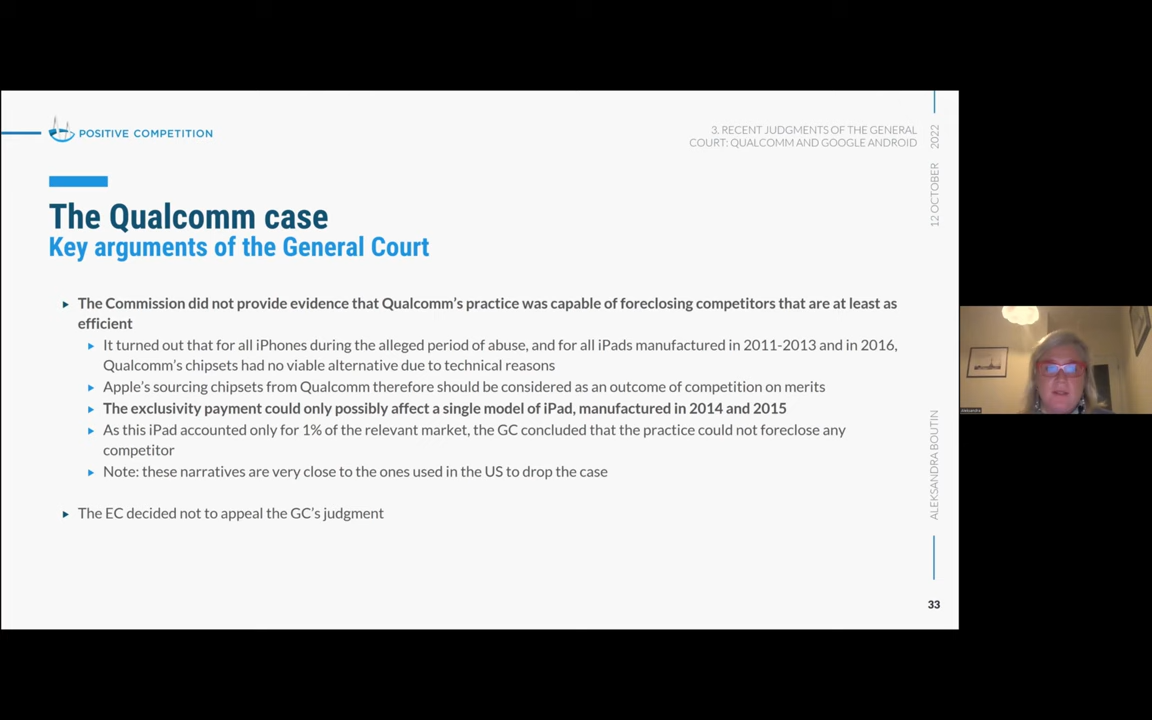 POSITIVE COMPETITION
3. RECENT JUDGMENTS OF THE GENERAL
COURT: QUALCOMM AND GOOGLE ANDROID
12 OCTOBER 2022
The Qualcomm case
Key arguments of the General Court
The Commission did not provide evidence that Qualcomm's practice was capable of foreclosing competitors that are at least as
efficient
It turned out that for all iPhones during the alleged period of abuse, and for all iPads manufactured in 2011-2013 and in 2016,
Qualcomm's chipsets had no viable alternative due to technical reasons
Apple's sourcing chipsets from Qualcomm therefore should be considered as an outcome of competition on merits
The exclusivity payment could only possibly affect a single model of iPad, manufactured in 2014 and 2015
As this iPad accounted only for 1% of the relevant market, the GC concluded that the practice could not foreclose any
competitor
Note: these narratives are very close to the ones used in the US to drop the case
The EC decided not to appeal the GC's judgment
ALEKSANDRA BOUTIN
33